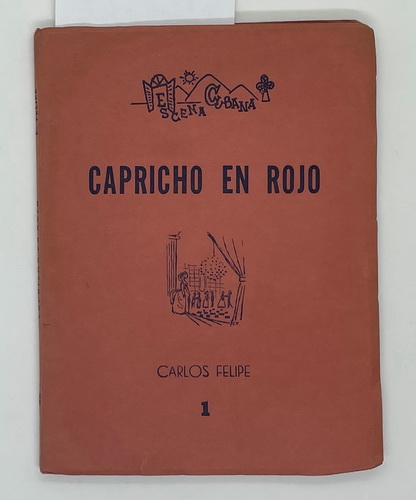 ESCENA CUBANA
CAPRICHO EN ROJO
CARLOS FELIPE
1